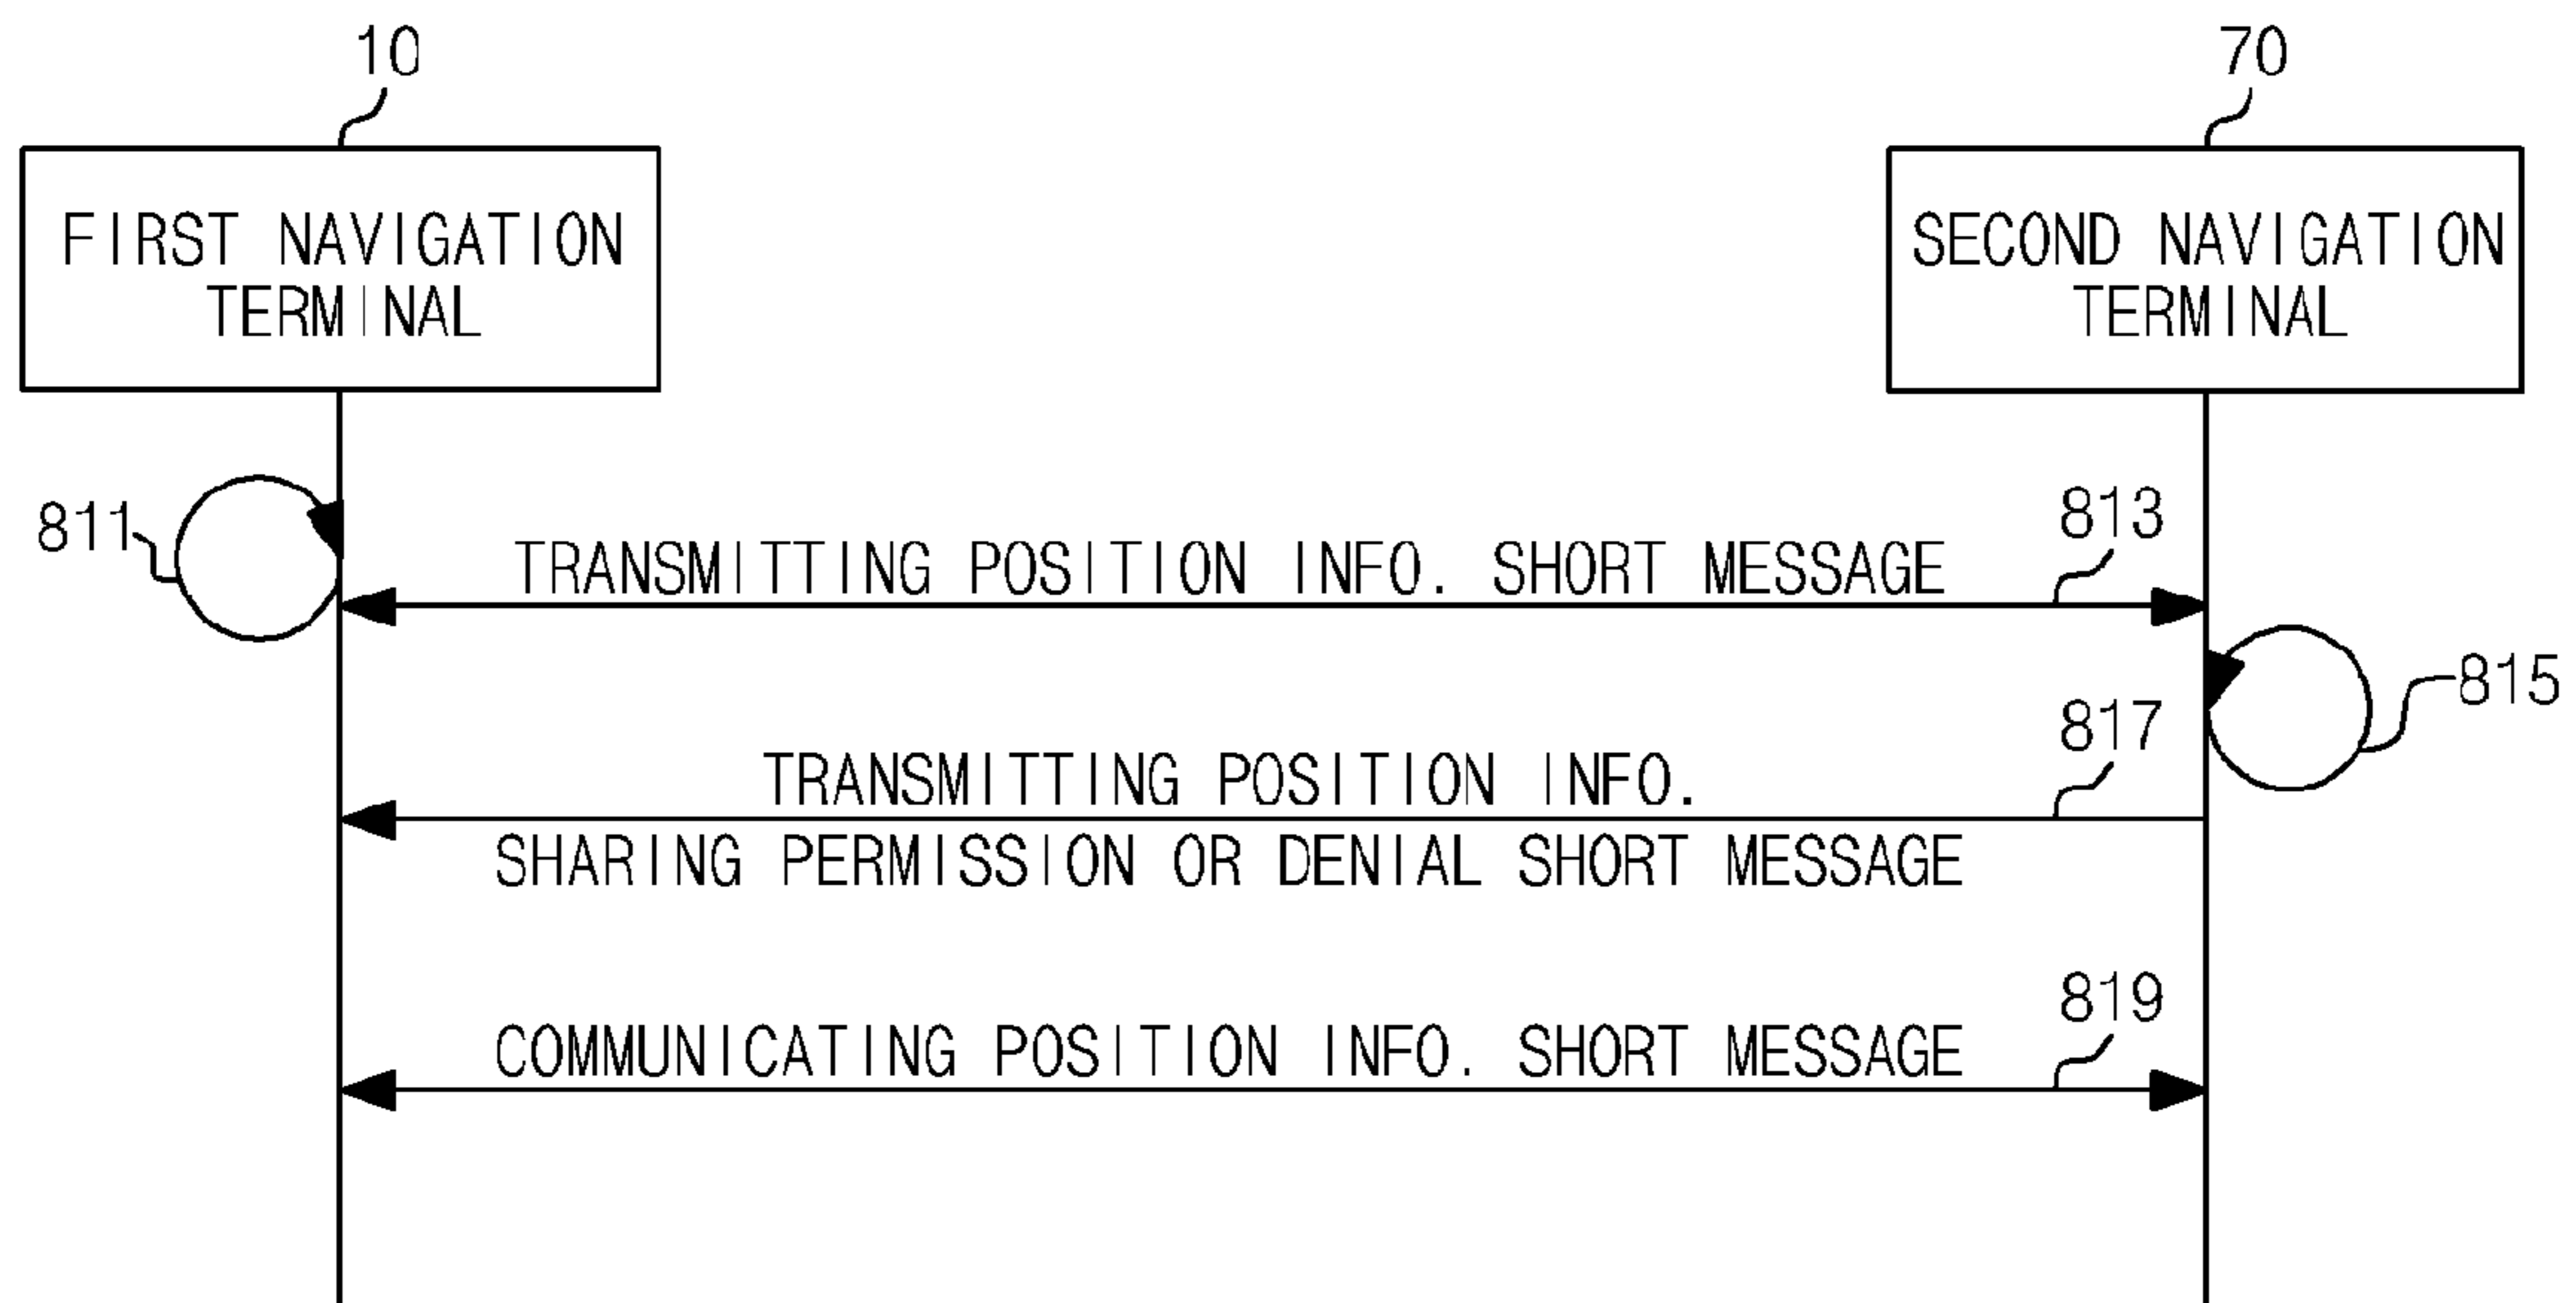 10
70
FIRST NAVIGATION
TERMINAL
SECOND NAVIGATION
TERMINAL
811
813
TRANSMITTING POSITION INFO. SHORT MESSAGE
815
817
TRANSMITTING POSITION INFO.
SHARING PERMISSION OR DENIAL SHORT MESSAGE
819
COMMUNICATING POSITION INFO. SHORT MESSAGE